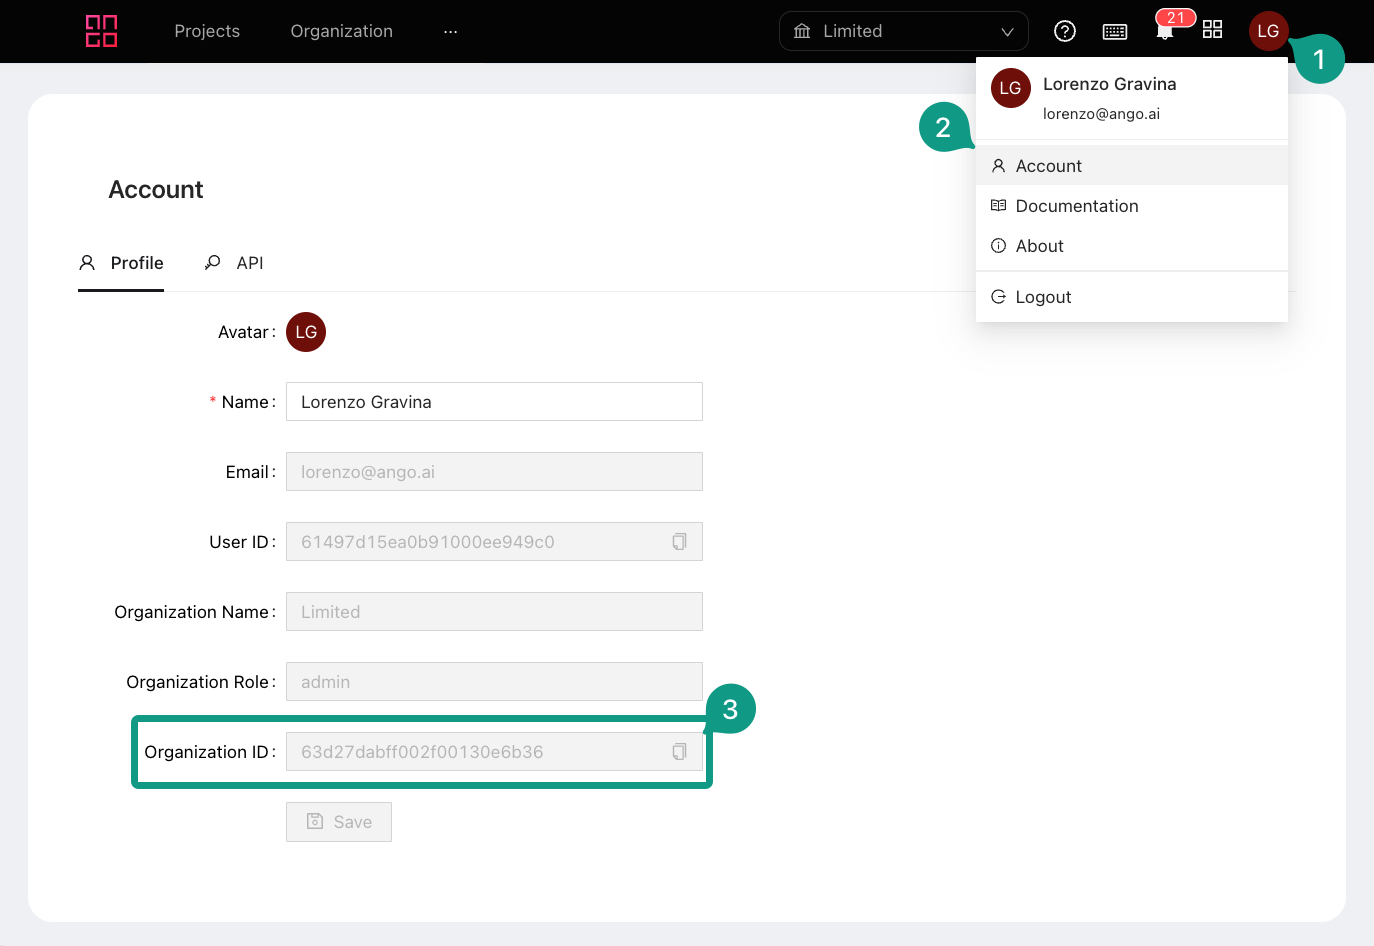 Projects
Organization
...
Limited
21
LG
1
LG
Lorenzo Gravina
lorenzo@ango.ai
2
Account
Documentation
About
Logout
Account
Profile
API
Avatar:
LG
* Name:
Lorenzo Gravina
Email:
lorenzo@ango.ai
User ID:
61497d15ea0b91000ee949c0
Organization Name:
Limited
Organization Role:
admin
3
Organization ID:
63d27dabff002f00130e6b36
Save